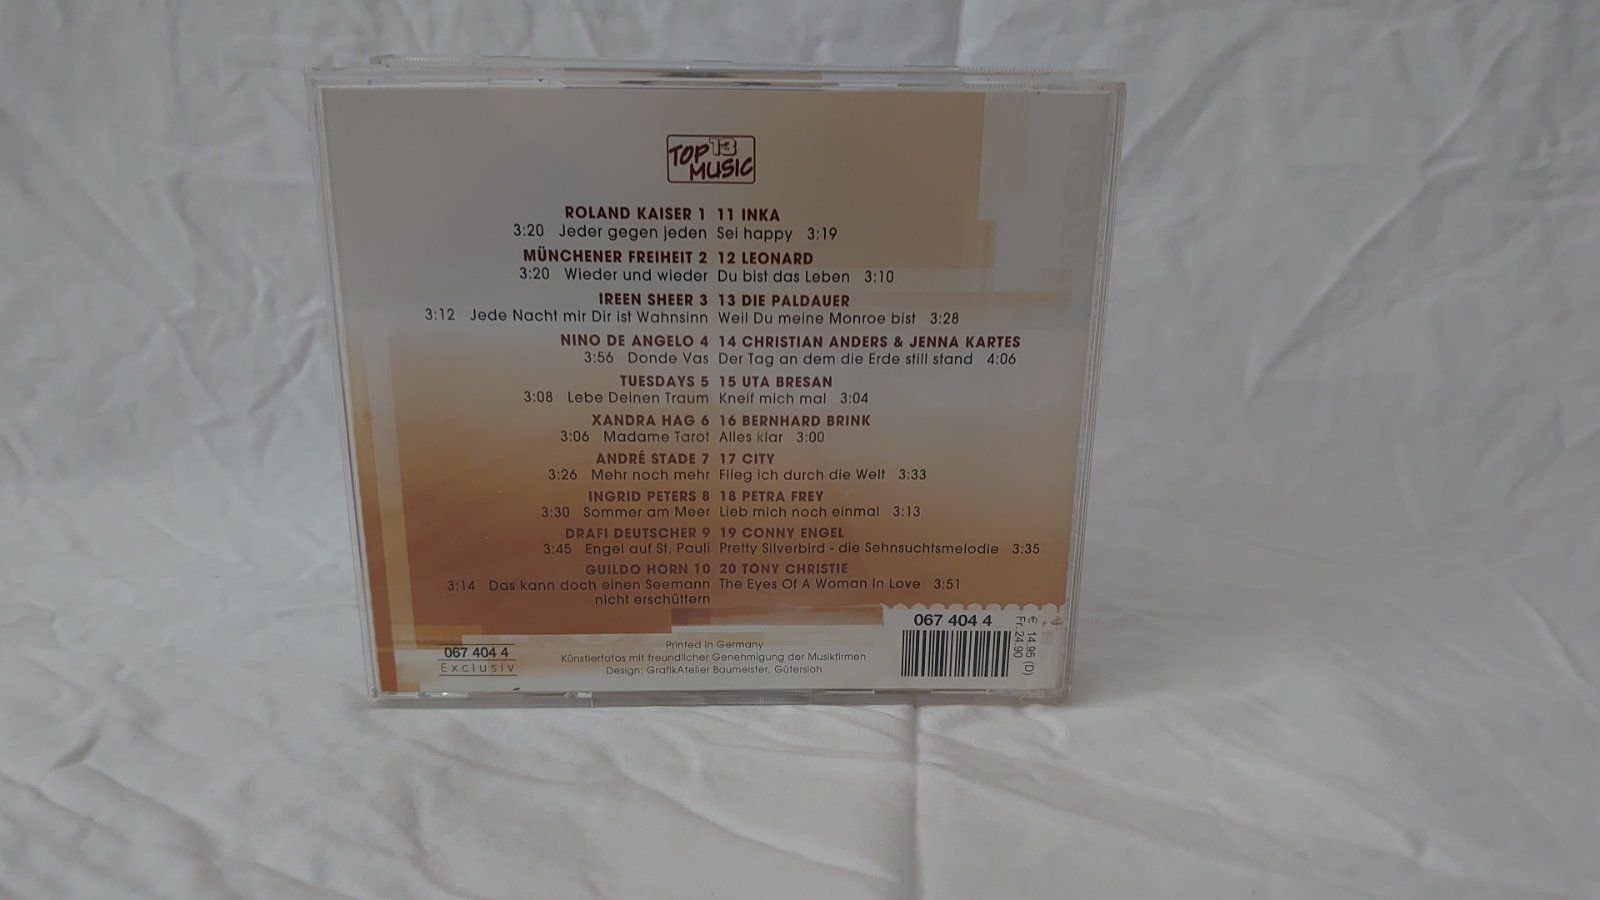 TOP 13
MUSIC
ROLAND KAISER 1
3:20 Jeder gegen jeden
MÜNCHENER FREIHEIT 2
3:20 Wieder und wieder
IREEN SHEER 3
3:12 Jede Nacht mir Dir ist Wahnsinn
NINO DE ANGELO 4
3:56 Donde Vas
TUESDAYS 5
3:08 Lebe Deinen Traum
XANDRA HAG 6
3:06 Madame Tarot
ANDRÉ STADE 7
3:26 Mehr noch mehr
INGRID PETERS 8
3:30 Sommer am Meer
DRAFI DEUTSCHER 9
3:45 Engel auf St. Pauli
GUILDO HORN 10
3:14 Das kann doch einen Seemann
nicht erschüttern
11 INKA
Sei happy 3:19
12 LEONARD
Du bist das Leben 3:10
13 DIE PALDAUER
Weil Du meine Monroe bist 3:28
14 CHRISTIAN ANDERS & JENNA KARTES
Der Tag an dem die Erde still stand 4:06
15 UTA BRESAN
Kneif mich mal 3:04
16 BERNHARD BRINK
Alles klar 3:00
17 CITY
Flieg ich durch die Welt 3:33
18 PETRA FREY
Lieb mich noch einmal 3:13
19 CONNY ENGEL
Pretty Silverbird - die Sehnsuchtsmelodie 3:35
20 TONY CHRISTIE
The Eyes Of A Woman In Love 3:51
067 404 4
Exclusiv
Printed in Germany
Künstlerfotos mit freundlicher Genehmigung der Musikfirmen
Design: GrafikAtelier Baumeister, Gütersloh
067 404 4
€ 14.95 (D)
Fr. 24.90